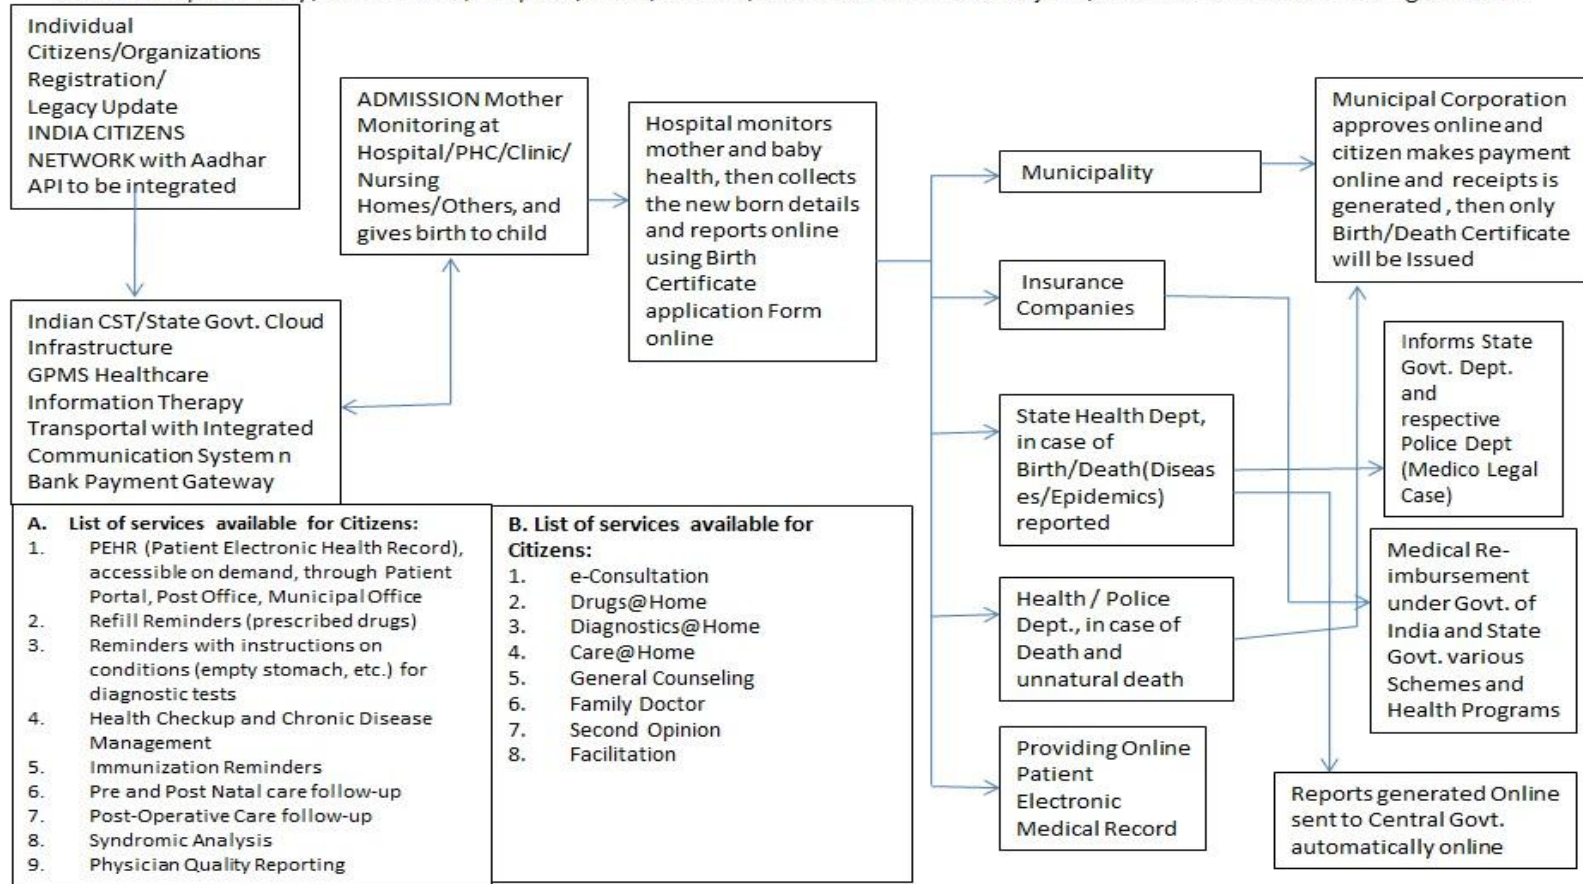 Individual
Citizens/Organizations
Registration/
Legacy Update
INDIA CITIZENS
NETWORK with Aadhar
API to be integrated
ADMISSION Mother
Monitoring at
Hospital/PHC/Clinic/
Nursing
Homes/Others, and
gives birth to child
Hospital monitors
mother and baby
health, then collects
the new born details
and reports online
using Birth
Certificate
application Form
online
Municipality
Municipal Corporation
approves online and
citizen makes payment
online and receipts is
generated , then only
Birth/Death Certificate
will be Issued
Insurance
Companies
Informs State
Govt. Dept.
and
respective
Police Dept
(Medico Legal
Case)
Indian CST/State Govt. Cloud
Infrastructure
GPMS Healthcare
Information Therapy
Transportal with Integrated
Communication System n
Bank Payment Gateway
State Health Dept,
in case of
Birth/Death(Diseas
es/Epidemics)
reported
Medical Re-
imbursement
under Govt. of
India and State
Govt. various
Schemes and
Health Programs
Health / Police
Dept., in case of
Death and
unnatural death
Providing Online
Patient
Electronic
Medical Record
Reports generated Online
sent to Central Govt.
automatically online
A. List of services available for Citizens:
1. PEHR (Patient Electronic Health Record),
accessible on demand, through Patient
Portal, Post Office, Municipal Office
2. Refill Reminders (prescribed drugs)
3. Reminders with instructions on
conditions (empty stomach, etc.) for
diagnostic tests
4. Health Checkup and Chronic Disease
Management
5. Immunization Reminders
6. Pre and Post Natal care follow-up
7. Post-Operative Care follow-up
8. Syndromic Analysis
9. Physician Quality Reporting
B. List of services available for
Citizens:
1. e-Consultation
2. Drugs@Home
3. Diagnostics@Home
4. Care@Home
5. General Counseling
6. Family Doctor
7. Second Opinion
8. Facilitation